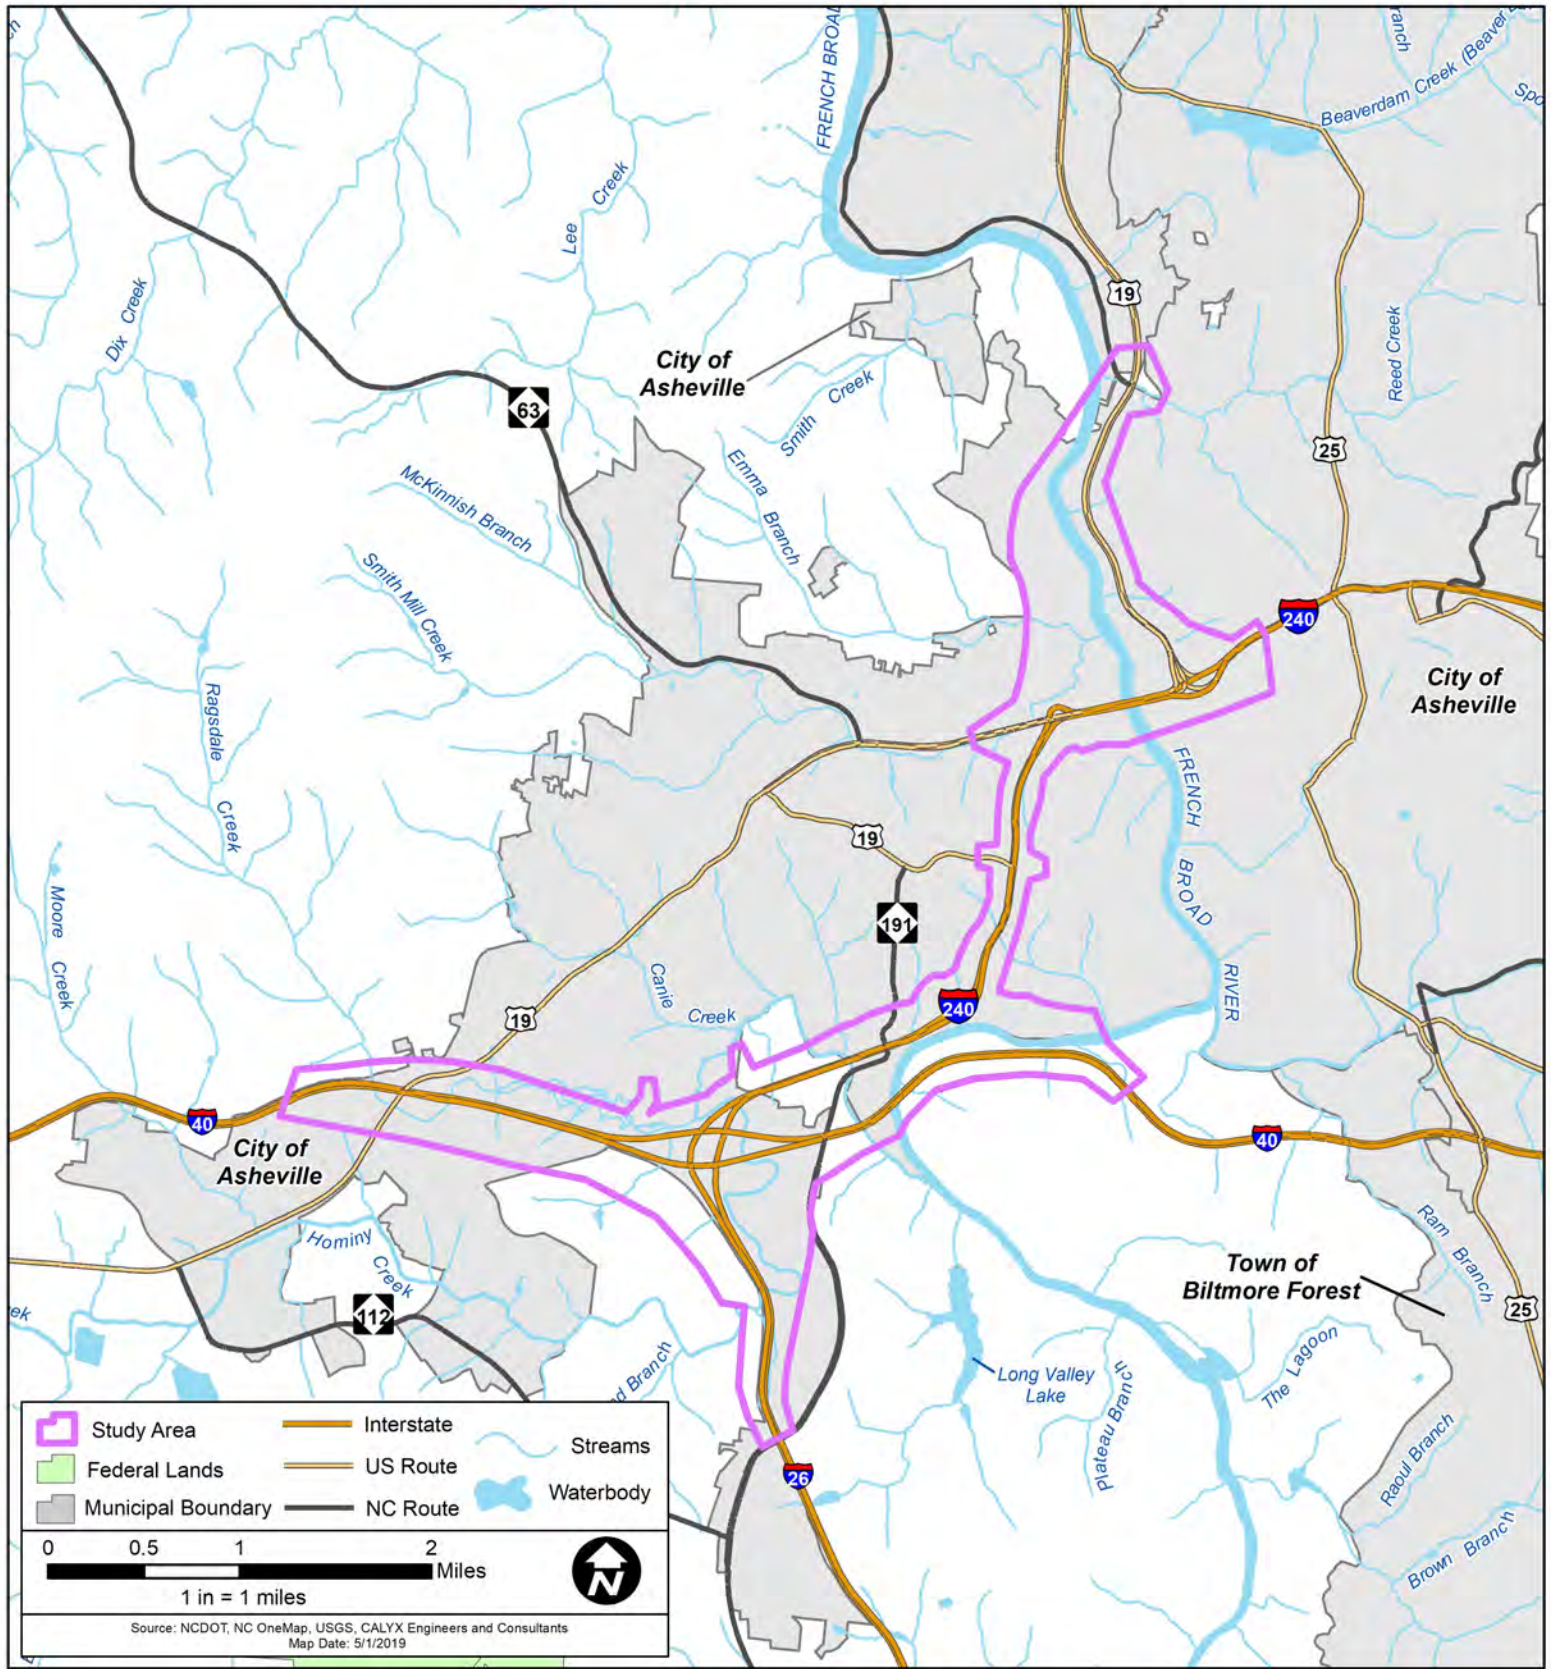 FRENCH BROAD
Beaverdam Creek (Beaver
Lee Creek
Dix Creek
19
City of
Asheville
Reed Creek
63
Smith Creek
25
Emma Branch
McKinnish Branch
Smith Mill Creek
240
Ragsdale Creek
City of
Asheville
FRENCH BROAD RIVER
19
191
Moore Creek
Canie Creek
19
240
40
City of
Asheville
40
Hominy Creek
112
Ram Branch
Town of
Biltmore Forest
25
The Lagoon
Long Valley
Lake
Plateau Branch
Branch
Raoul Branch
26
Brown Branch
Study Area
Federal Lands
Municipal Boundary
Interstate
US Route
NC Route
Streams
Waterbody
0 0.5 1 2
Miles
1 in = 1 miles
N
Source: NCDOT, NC OneMap, USGS, CALYX Engineers and Consultants
Map Date: 5/1/2019